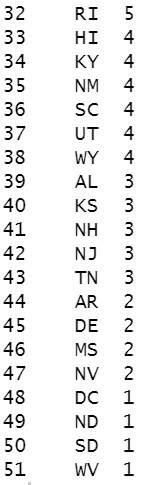 32 RI 5
33 HI 4
34 KY 4
35 NM 4
36 SC 4
37 UT 4
38 WY 4
39 AL 3
40 KS 3
41 NH 3
42 NJ 3
43 TN 3
44 AR 2
45 DE 2
46 MS 2
47 NV 2
48 DC 1
49 ND 1
50 SD 1
51 WV 1